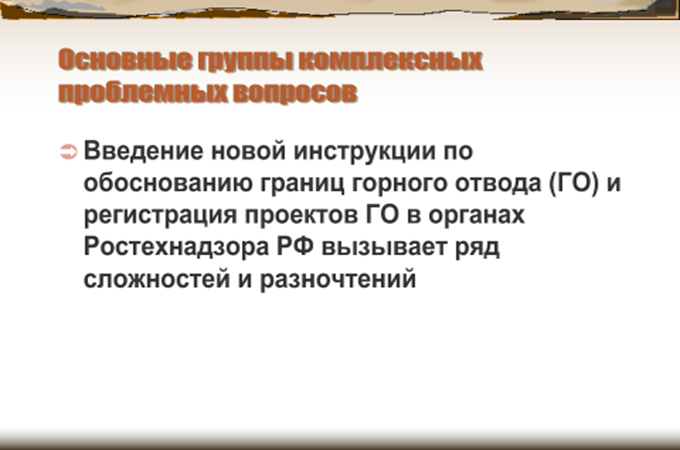 Основные группы комплексных
проблемных вопросов
Введение новой инструкции по
обоснованию границ горного отвода (ГО) и
регистрация проектов ГО в органах
Ростехнадзора РФ вызывает ряд
сложностей и разночтений